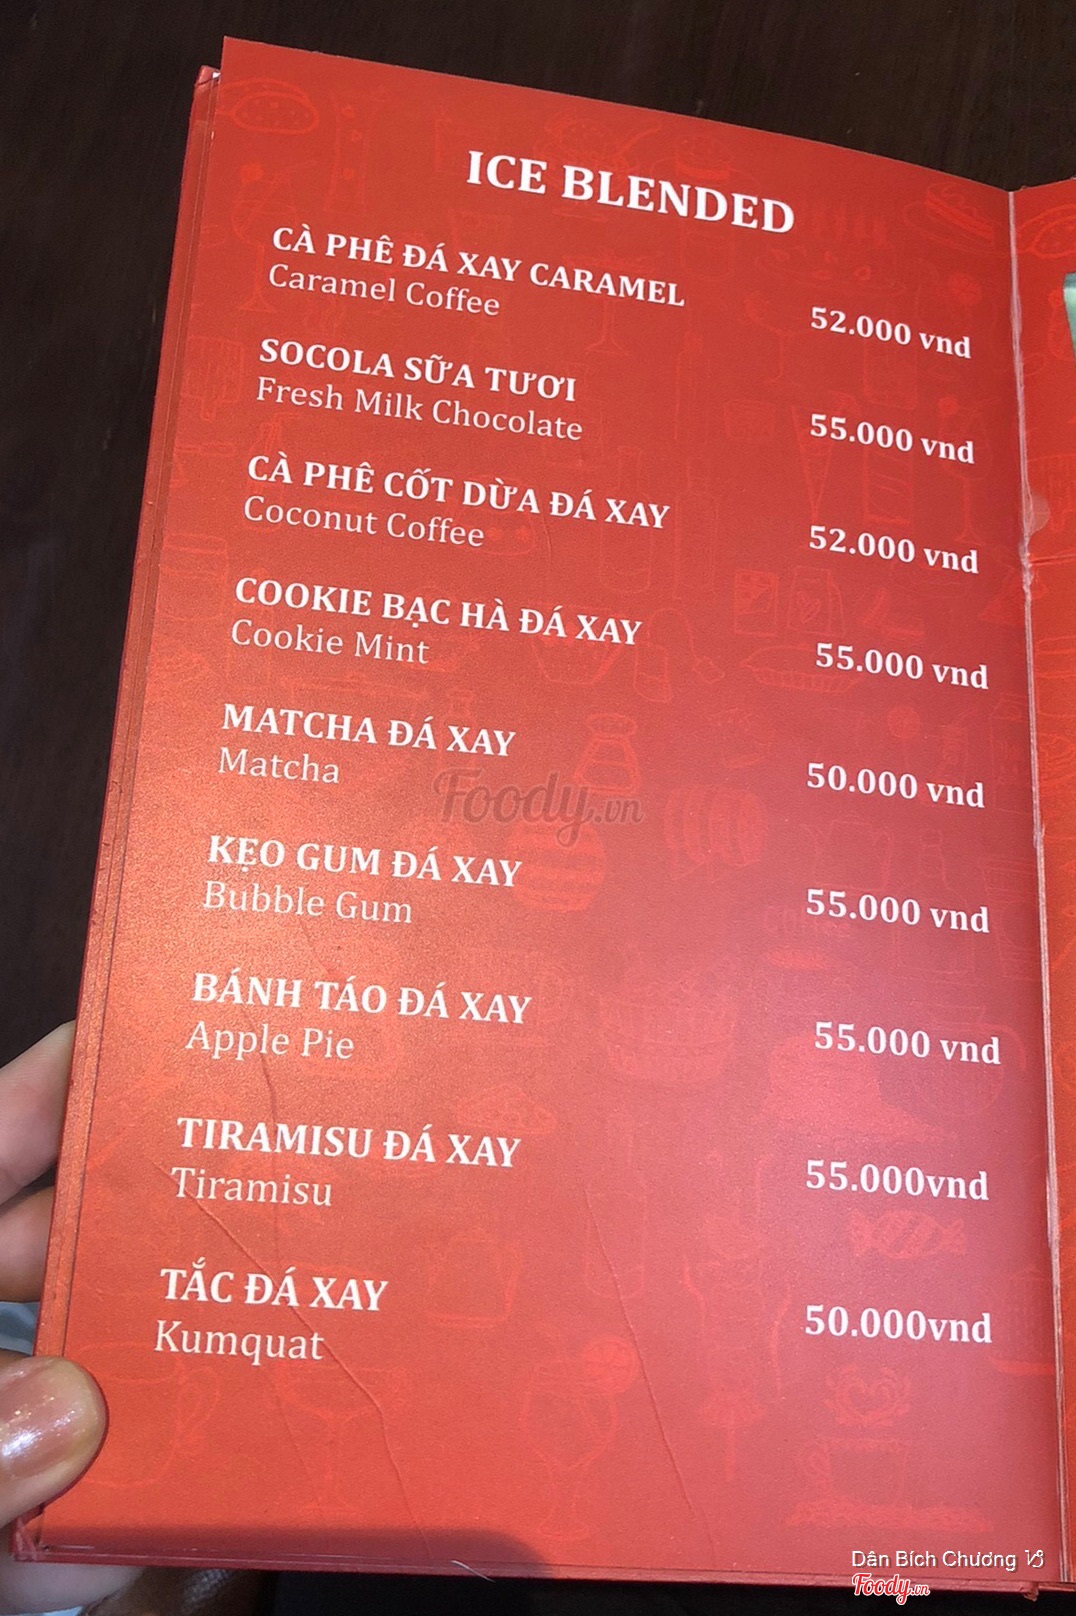 ICE BLENDED
CÀ PHÊ ĐÁ XAY CARAMEL
Caramel Coffee
52.000 vnd
SOCOLA SỮA TƯƠI
Fresh Milk Chocolate
55.000 vnd
CÀ PHÊ CỐT DỪA ĐÁ XAY
Coconut Coffee
52.000 vnd
COOKIE BẠC HÀ ĐÁ XAY
Cookie Mint
55.000 vnd
MATCHA ĐÁ XAY
Matcha
50.000 vnd
Foody.vn
KẸO GUM ĐÁ XAY
Bubble Gum
55.000 vnd
BÁNH TÁO ĐÁ XAY
Apple Pie
55.000 vnd
TIRAMISU ĐÁ XAY
Tiramisu
55.000vnd
TẮC ĐÁ XAY
Kumquat
50.000vnd
Dân Bích Chương ♑
Foody.vn